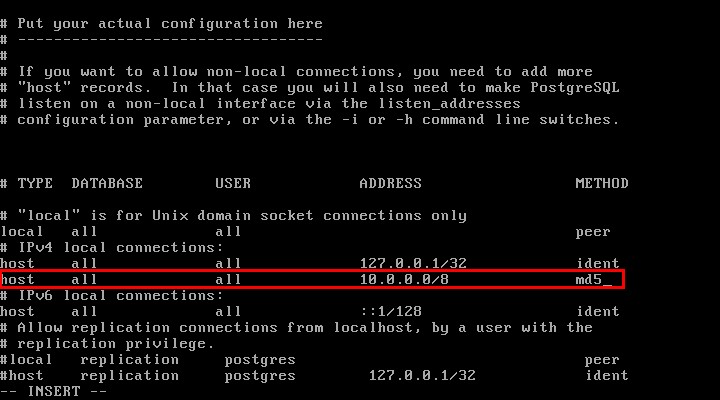 # Put your actual configuration here
# ----------------------------------
#
# If you want to allow non-local connections, you need to add more
# "host" records.  In that case you will also need to make PostgreSQL
# listen on a non-local interface via the listen_addresses
# configuration parameter, or via the -i or -h command line switches.
# TYPE  DATABASE        USER            ADDRESS                 METHOD
# "local" is for Unix domain socket connections only
local   all             all                                     peer
# IPv4 local connections:
host    all             all             127.0.0.1/32            ident
host    all             all             10.0.0.0/8              md5_
# IPv6 local connections:
host    all             all             ::1/128                 ident
# Allow replication connections from localhost, by a user with the
# replication privilege.
#local   replication     postgres                                peer
#host    replication     postgres        127.0.0.1/32            ident
-- INSERT --